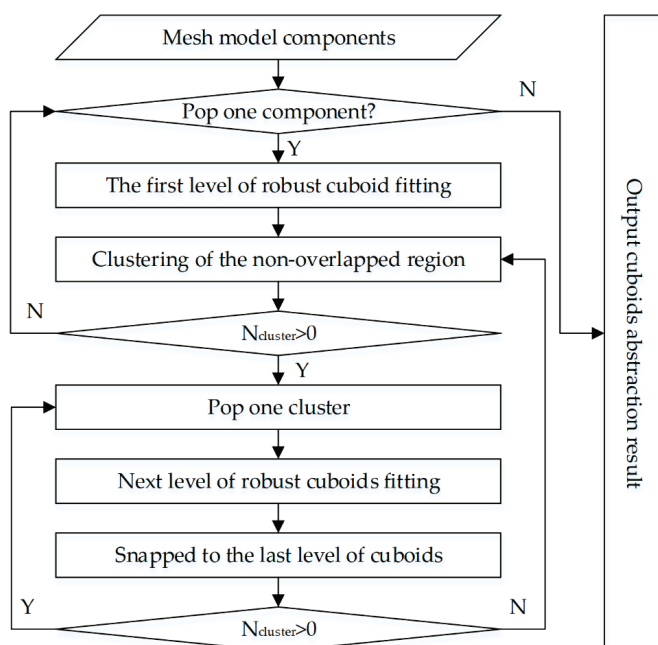 Mesh model components
Pop one component?
N
Y
The first level of robust cuboid fitting
Clustering of the non-overlapped region
N
Ncluster>0
Y
Pop one cluster
Next level of robust cuboids fitting
Snapped to the last level of cuboids
Y
N
Ncluster>0
Output cuboids abstraction result